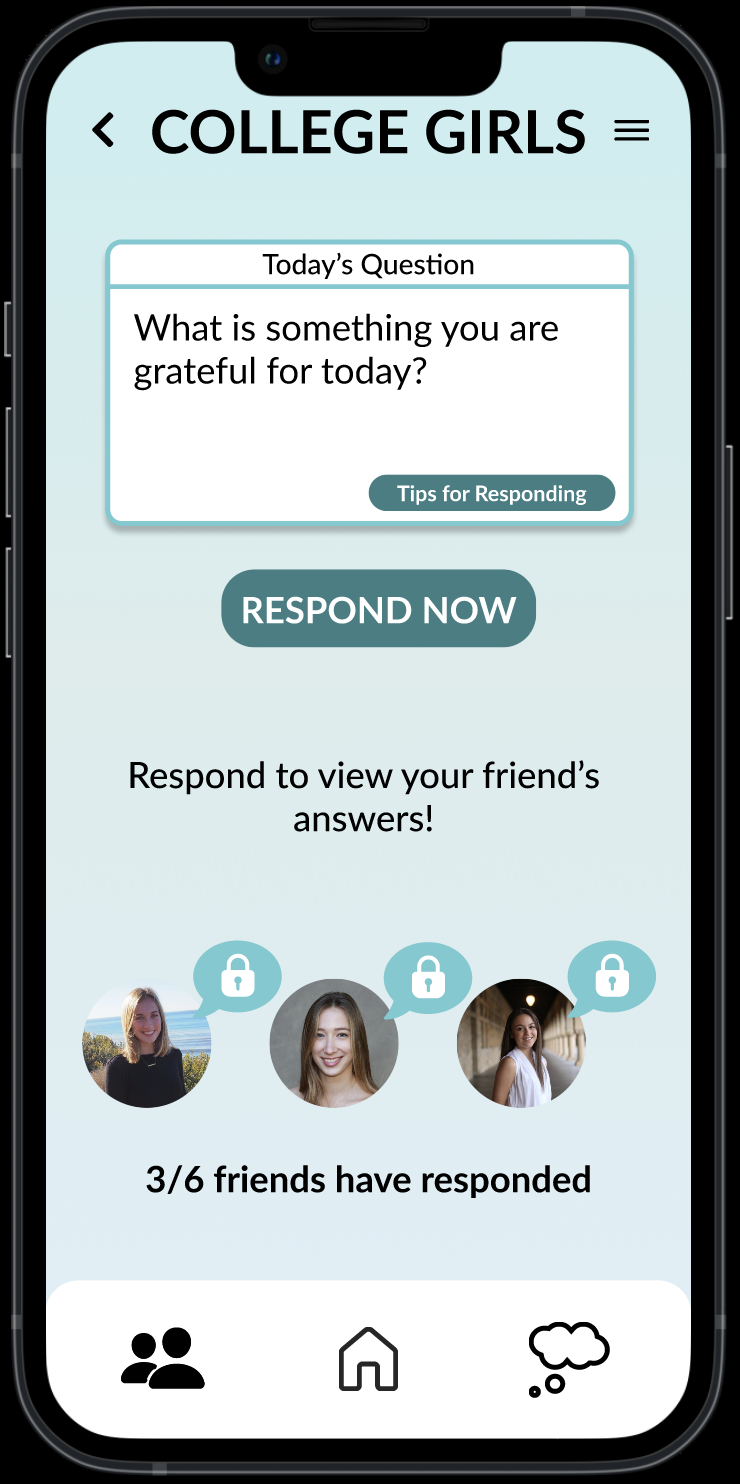 COLLEGE GIRLS
Today’s Question
What is something you are
grateful for today?
Tips for Responding
RESPOND NOW
Respond to view your friend’s
answers!
3/6 friends have responded